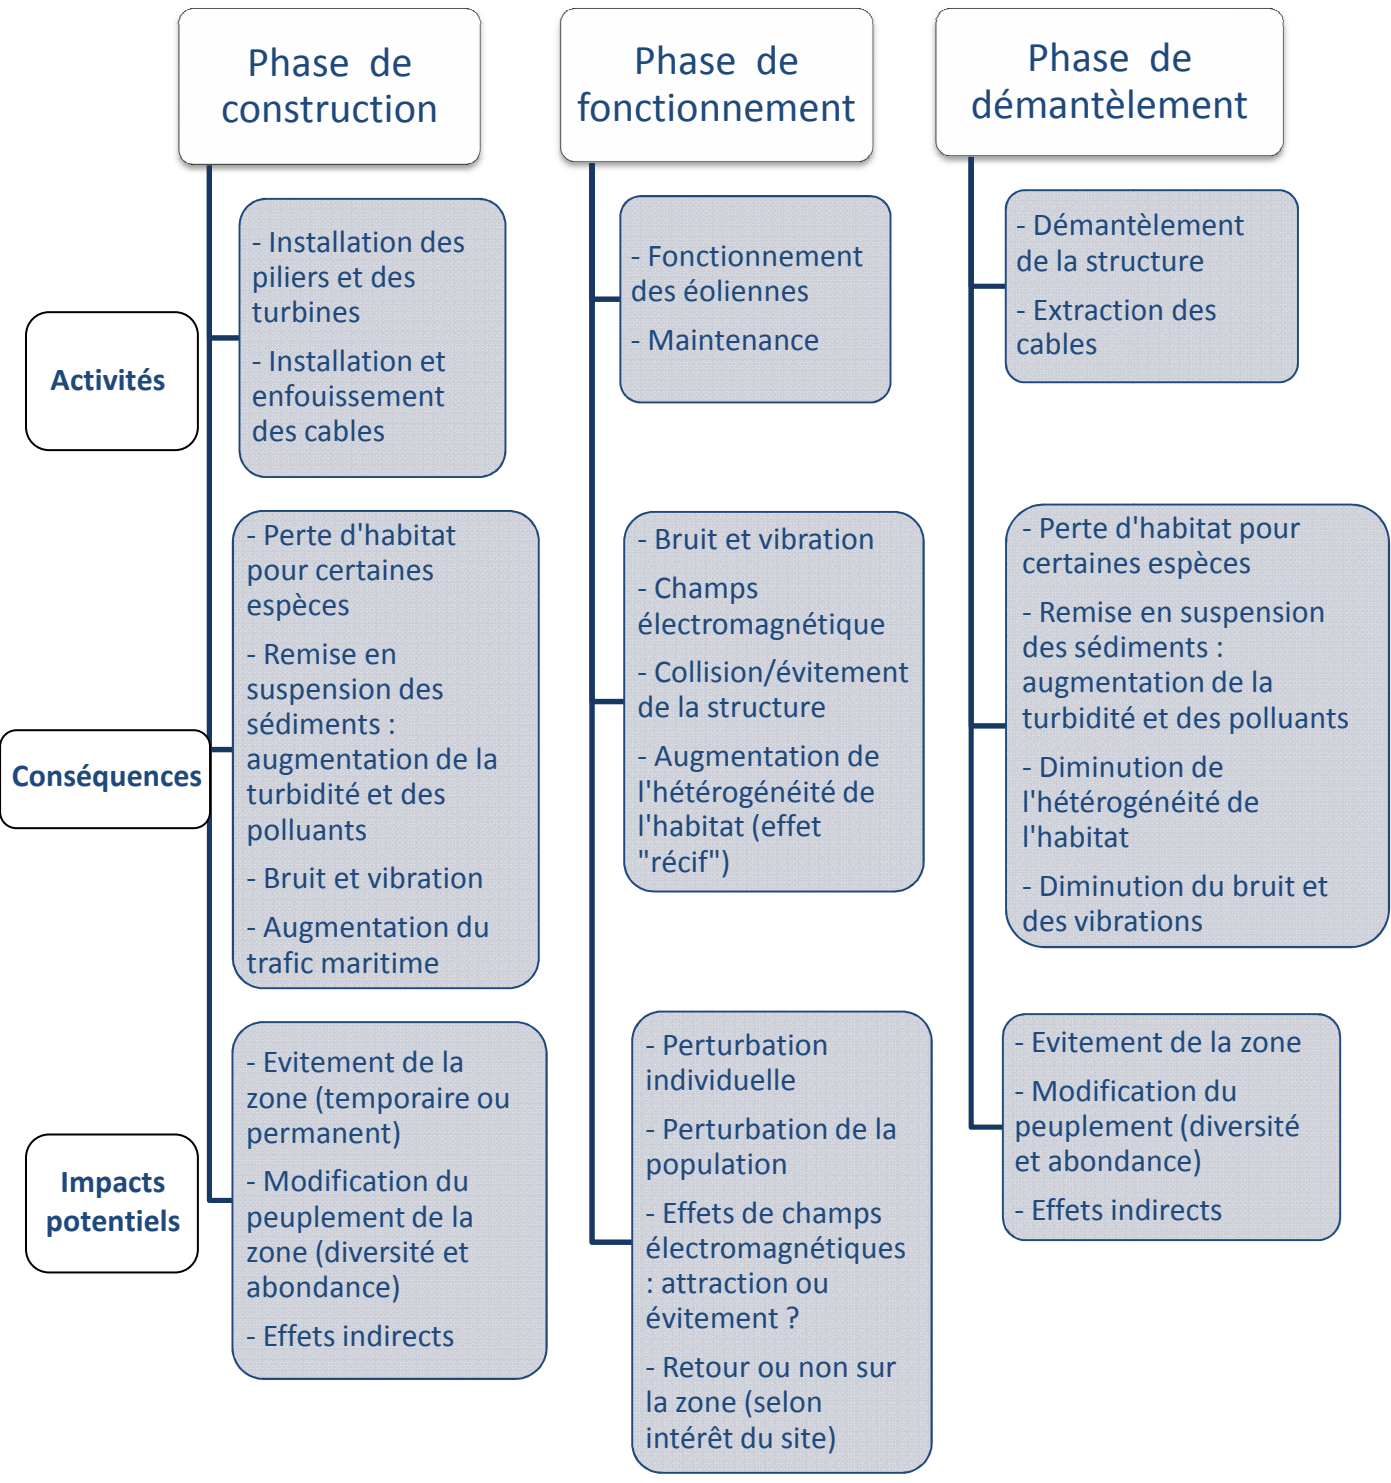 Phase de
construction
Phase de
fonctionnement
Phase de
démantèlement
Activités
- Installation des
piliers et des
turbines
- Installation et
enfouissement
des cables
- Fonctionnement
des éoliennes
- Maintenance
- Démantèlement
de la structure
- Extraction des
cables
Conséquences
- Perte d'habitat
pour certaines
espèces
- Remise en
suspension des
sédiments :
augmentation de la
turbidité et des
polluants
- Bruit et vibration
- Augmentation du
trafic maritime
- Bruit et vibration
- Champs
électromagnétique
- Collision/évitement
de la structure
- Augmentation de
l'hétérogénéité de
l'habitat (effet
"récif")
- Perte d'habitat pour
certaines espèces
- Remise en suspension
des sédiments :
augmentation de la
turbidité et des polluants
- Diminution de
l'hétérogénéité de
l'habitat
- Diminution du bruit et
des vibrations
Impacts
potentiels
- Evitement de la
zone (temporaire ou
permanent)
- Modification du
peuplement de la
zone (diversité et
abondance)
- Effets indirects
- Perturbation
individuelle
- Perturbation de la
population
- Effets de champs
électromagnétiques
: attraction ou
évitement ?
- Retour ou non sur
la zone (selon
intérêt du site)
- Evitement de la zone
- Modification du
peuplement (diversité
et abondance)
- Effets indirects